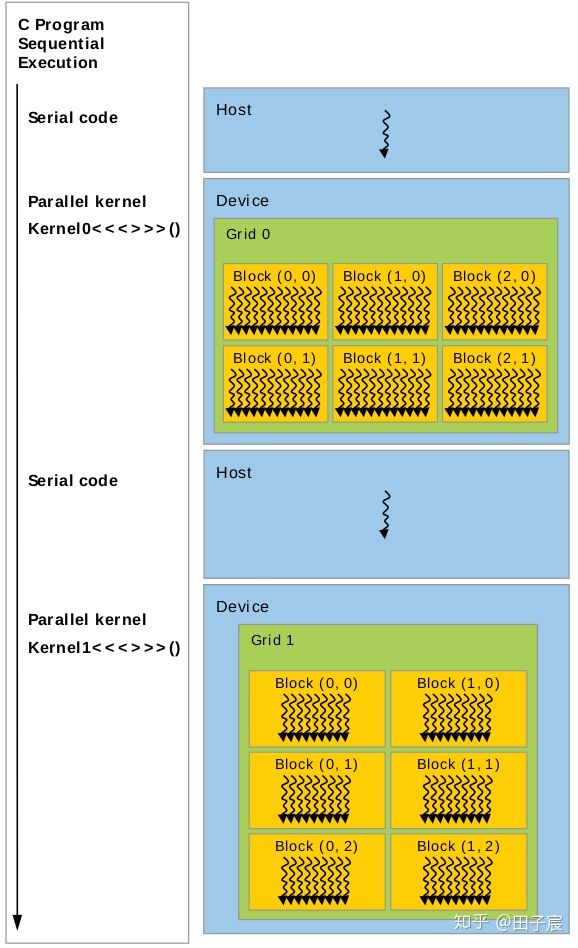 C Program
Sequential
Execution
Serial code
Host
Parallel kernel
Kernel0<<<>>>()
Device
Grid 0
Block (0, 0)
Block (1, 0)
Block (2, 0)
Block (0, 1)
Block (1, 1)
Block (2, 1)
Serial code
Host
Parallel kernel
Kernel1<<<>>>()
Device
Grid 1
Block (0, 0)
Block (1, 0)
Block (0, 1)
Block (1, 1)
Block (0, 2)
Block (1, 2)
知乎 @田子宸